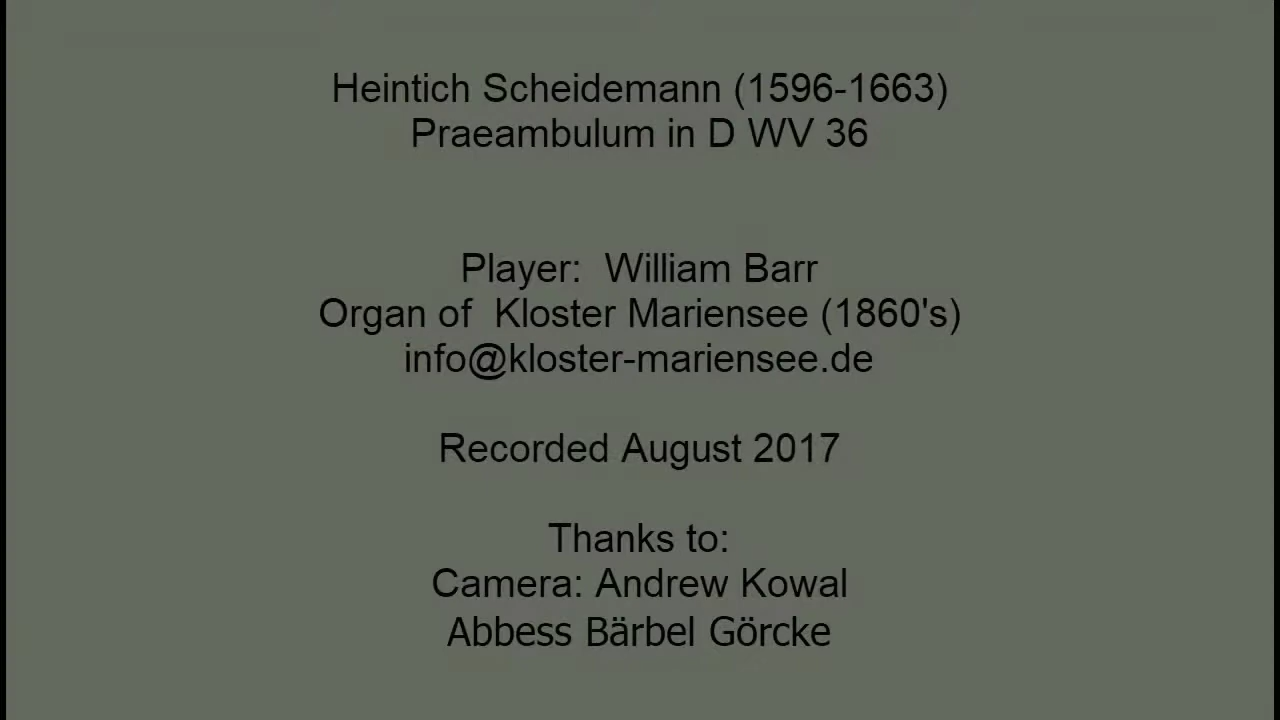 Heintich Scheidemann (1596-1663)
Praeambulum in D WV 36
Player:  William Barr
Organ of  Kloster Mariensee (1860's)
info@kloster-mariensee.de
Recorded August 2017
Thanks to:
Camera: Andrew Kowal
Abbess Bärbel Görcke